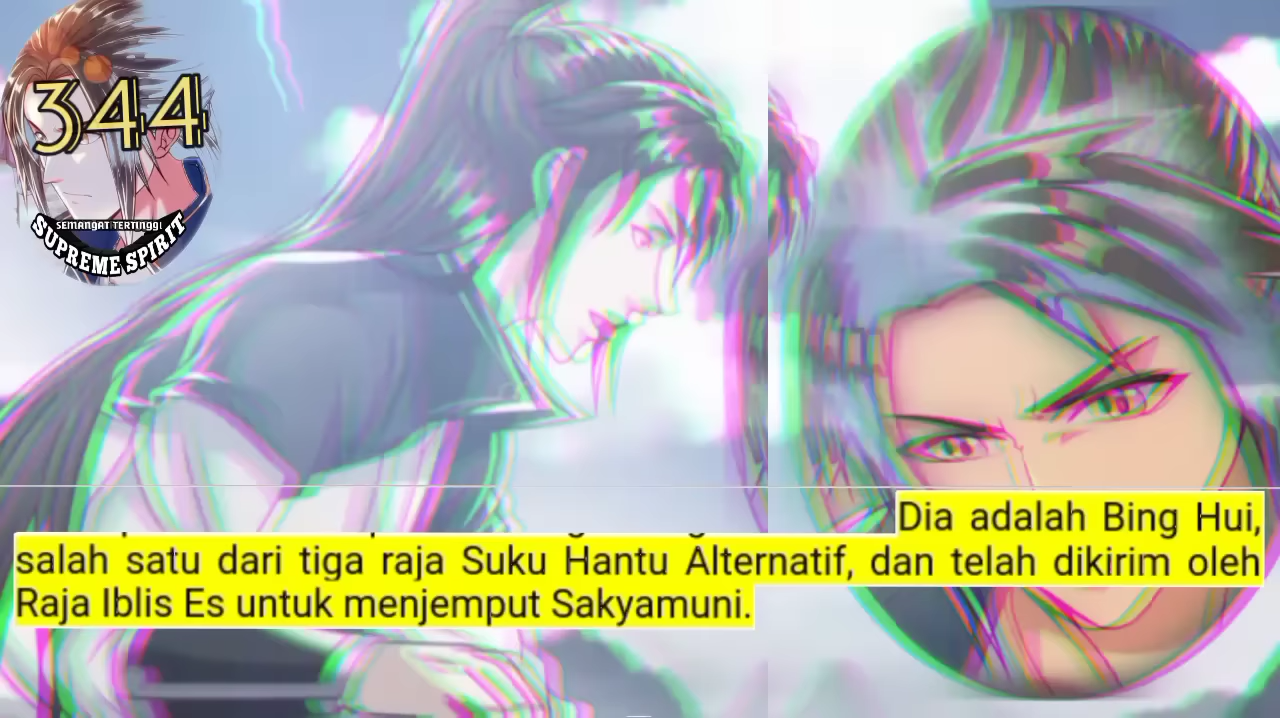 344
SEMANGAT TERTINGGI
SUPREME SPIRIT
Dia adalah Bing Hui,
salah satu dari tiga raja Suku Hantu Alternatif, dan telah dikirim oleh
Raja Iblis Es untuk menjemput Sakyamuni.